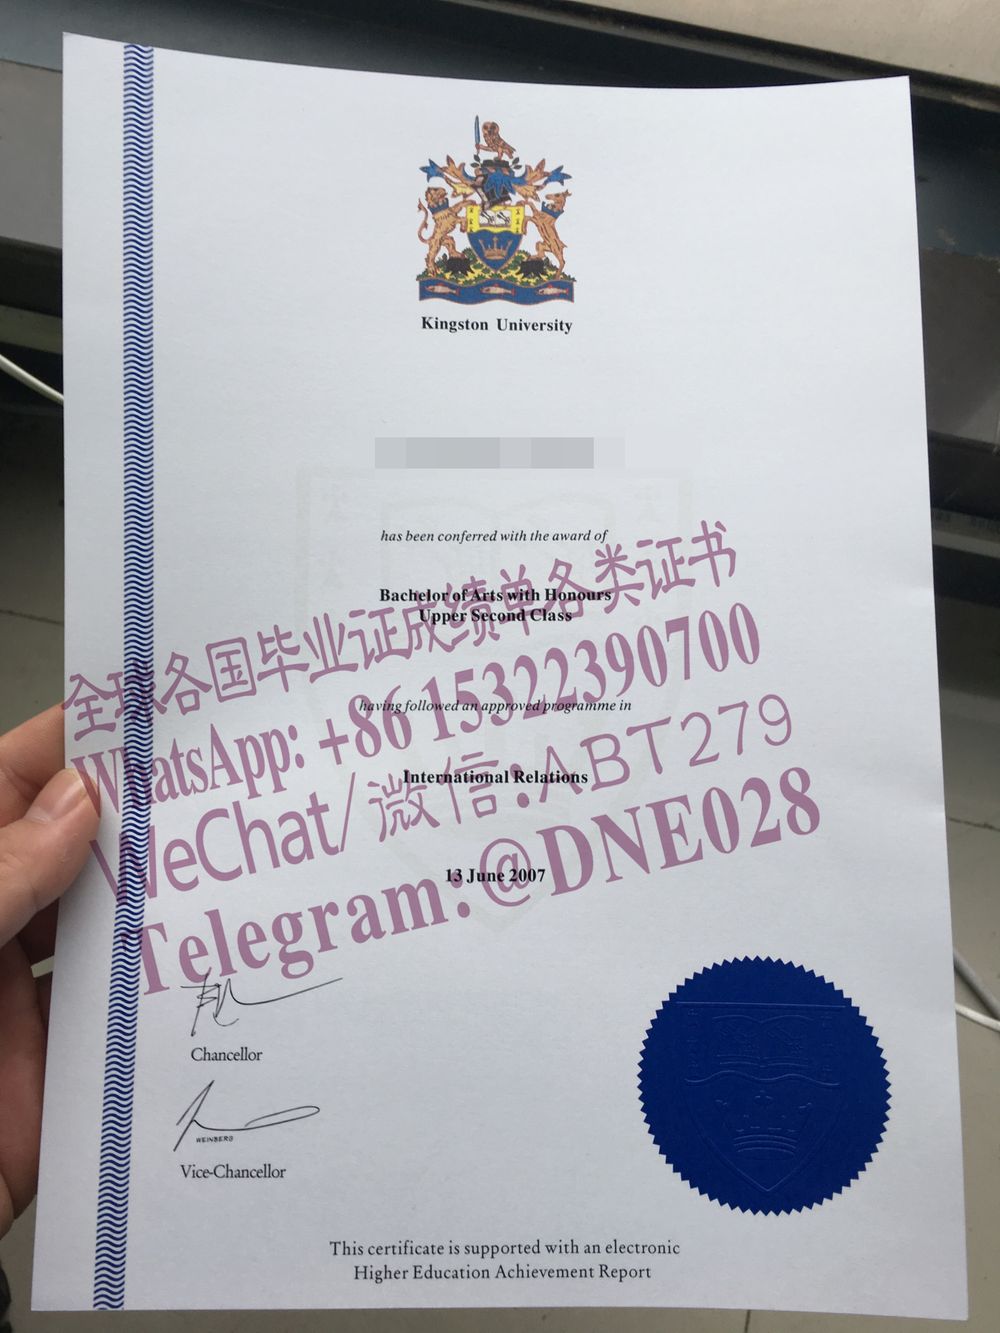 Kingston University
has been conferred with the award of
Bachelor of Arts with Honours
Upper Second Class
having followed an approved programme in
International Relations
13 June 2007
全球各国毕业证成绩单各类证书
WhatsApp: +86 15322390700
WeChat/微信:ABT279
Telegram:@DNE028
Chancellor
WEINBERG
Vice-Chancellor
This certificate is supported with an electronic
Higher Education Achievement Report